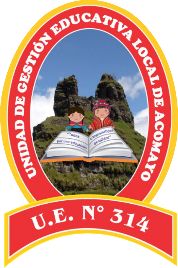 UNIDAD DE GESTIÓN EDUCATIVA LOCAL DE ACOMAYO
U.E. N° 314